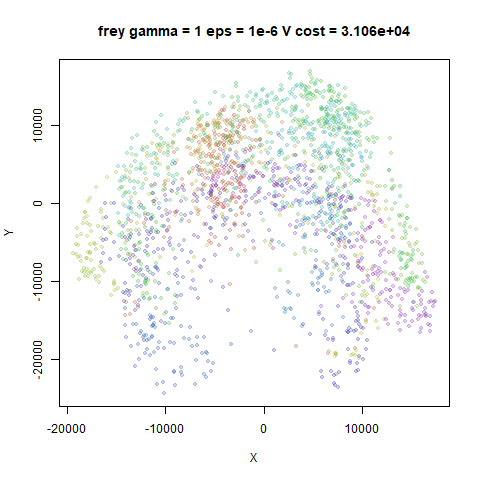 frey gamma = 1 eps = 1e-6 V cost = 3.106e+04
10000
0
-10000
-20000
Y
-20000 -10000 0 10000
X